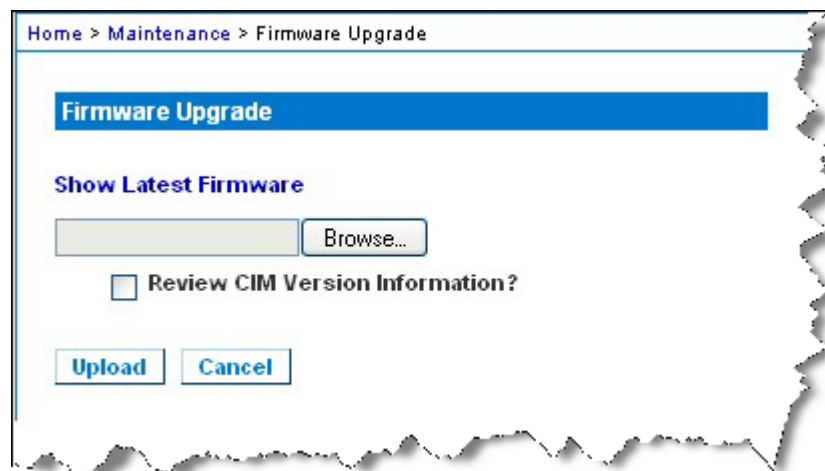 Home > Maintenance > Firmware Upgrade
Firmware Upgrade
Show Latest Firmware
Browse...
Review CIM Version Information?
Upload Cancel